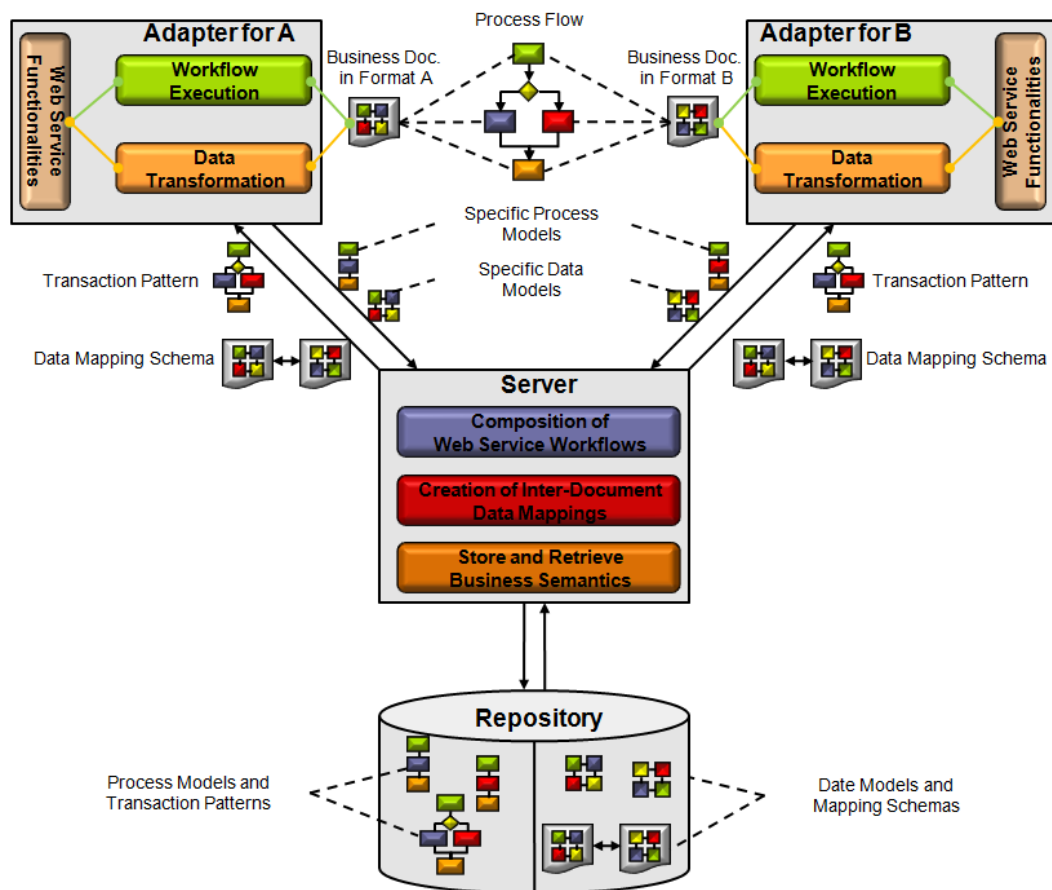 Adapter for A
Web Service
Functionalities
Workflow
Execution
Data
Transformation
Business Doc.
in Format A
Process Flow
Business Doc.
in Format B
Adapter for B
Workflow
Execution
Data
Transformation
Web Service
Functionalities
Specific Process
Models
Specific Data
Models
Transaction Pattern
Transaction Pattern
Data Mapping Schema
Data Mapping Schema
Server
Composition of
Web Service Workflows
Creation of Inter-Document
Data Mappings
Store and Retrieve
Business Semantics
Repository
Process Models and
Transaction Patterns
Date Models and
Mapping Schemas